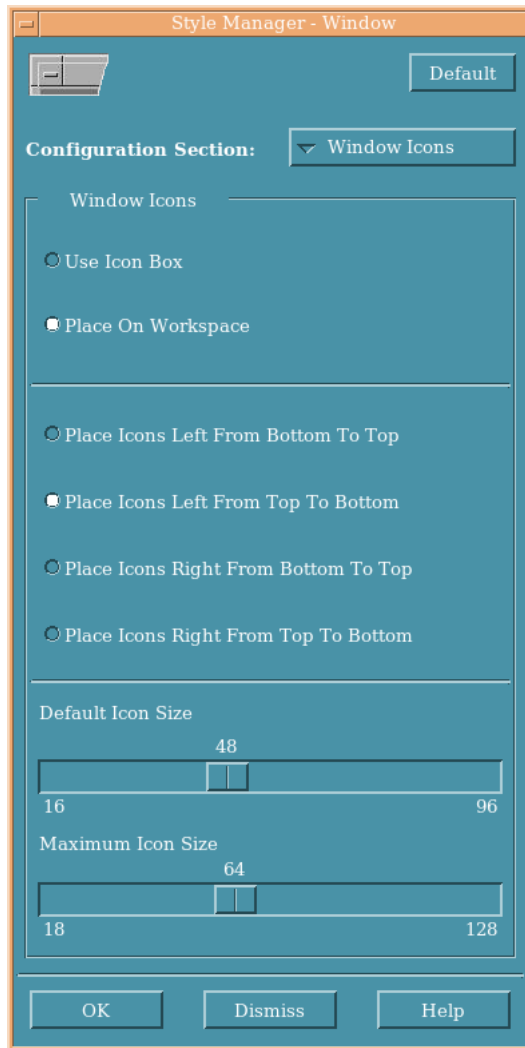 Style Manager - Window
Default
Configuration Section: Window Icons
Window Icons
Use Icon Box
Place On Workspace
Place Icons Left From Bottom To Top
Place Icons Left From Top To Bottom
Place Icons Right From Bottom To Top
Place Icons Right From Top To Bottom
Default Icon Size
48
16 96
Maximum Icon Size
64
18 128
OK Dismiss Help